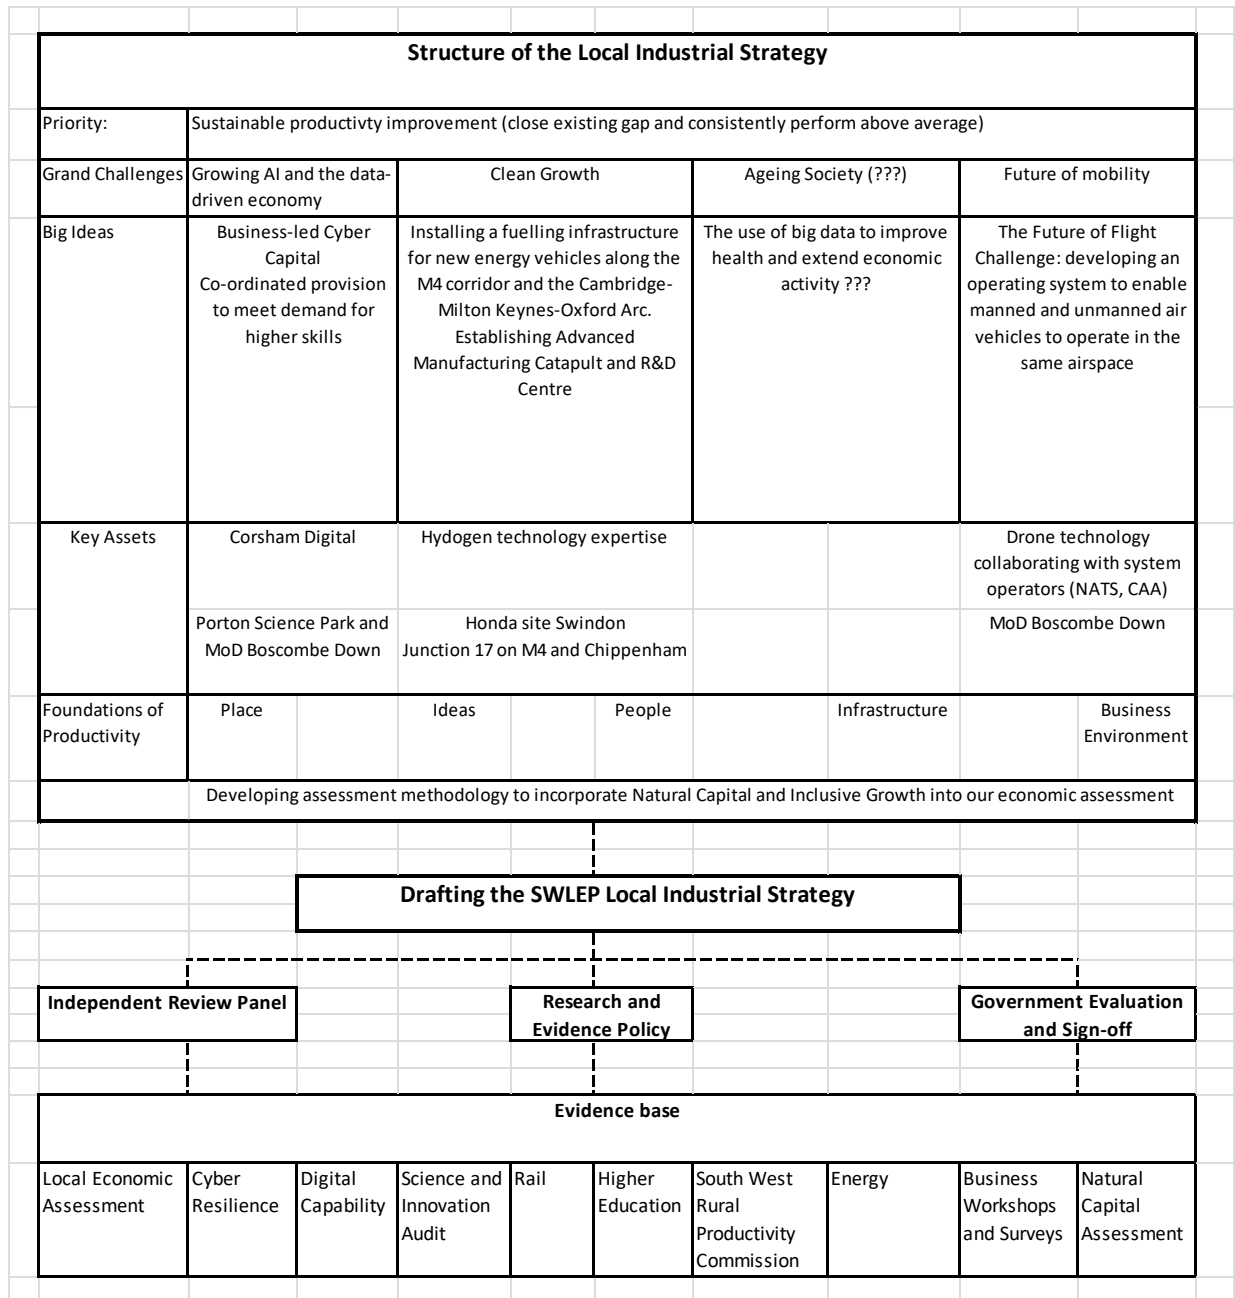 Structure of the Local Industrial Strategy
Priority:
Sustainable productivty improvement (close existing gap and consistently perform above average)
Grand Challenges
Growing AI and the data-
driven economy
Clean Growth
Ageing Society (???)
Future of mobility
Big Ideas
Business-led Cyber
Capital
Co-ordinated provision
to meet demand for
higher skills
Installing a fuelling infrastructure
for new energy vehicles along the
M4 corridor and the Cambridge-
Milton Keynes-Oxford Arc.
Establishing Advanced
Manufacturing Catapult and R&D
Centre
The use of big data to improve
health and extend economic
activity ???
The Future of Flight
Challenge: developing an
operating system to enable
manned and unmanned air
vehicles to operate in the
same airspace
Key Assets
Corsham Digital
Hydogen technology expertise
Drone technology
collaborating with system
operators (NATS, CAA)
Porton Science Park and
MoD Boscombe Down
Honda site Swindon
Junction 17 on M4 and Chippenham
MoD Boscombe Down
Foundations of
Productivity
Place
Ideas
People
Infrastructure
Business
Environment
Developing assessment methodology to incorporate Natural Capital and Inclusive Growth into our economic assessment
Drafting the SWLEP Local Industrial Strategy
Independent Review Panel
Research and
Evidence Policy
Government Evaluation
and Sign-off
Evidence base
Local Economic
Assessment
Cyber
Resilience
Digital
Capability
Science and
Innovation
Audit
Rail
Higher
Education
South West
Rural
Productivity
Commission
Energy
Business
Workshops
and Surveys
Natural
Capital
Assessment